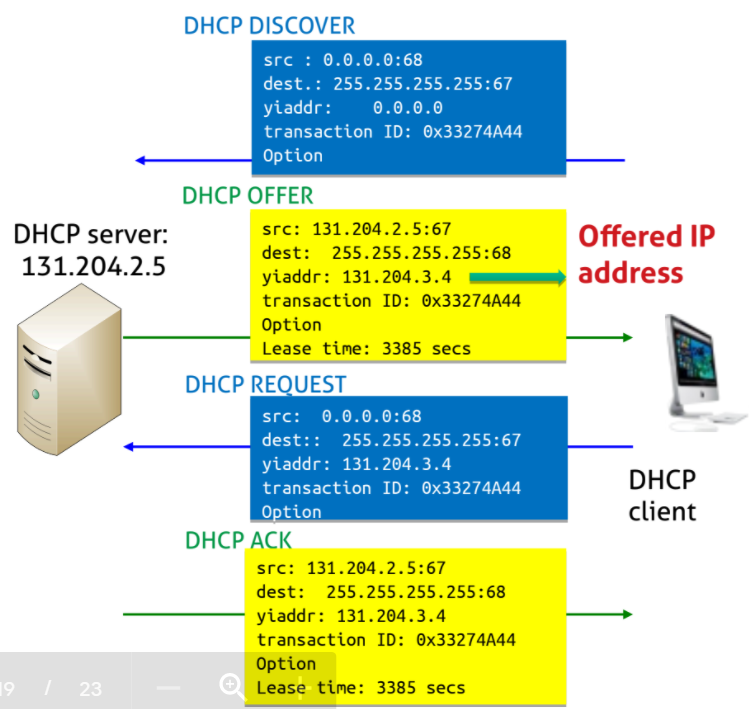 DHCP DISCOVER
src : 0.0.0.0:68
dest.: 255.255.255.255:67
yiaddr: 0.0.0.0
transaction ID: 0x33274A44
Option
DHCP OFFER
DHCP server:
131.204.2.5
src: 131.204.2.5:67
dest: 255.255.255.255:68
yiaddr: 131.204.3.4
transaction ID: 0x33274A44
Option
Lease time: 3385 secs
Offered IP
address
DHCP REQUEST
src: 0.0.0.0:68
dest:: 255.255.255.255:67
yiaddr: 131.204.3.4
transaction ID: 0x33274A44
Option
DHCP
client
DHCP ACK
src: 131.204.2.5:67
dest: 255.255.255.255:68
yiaddr: 131.204.3.4
transaction ID: 0x33274A44
Option
Lease time: 3385 secs
/ 23